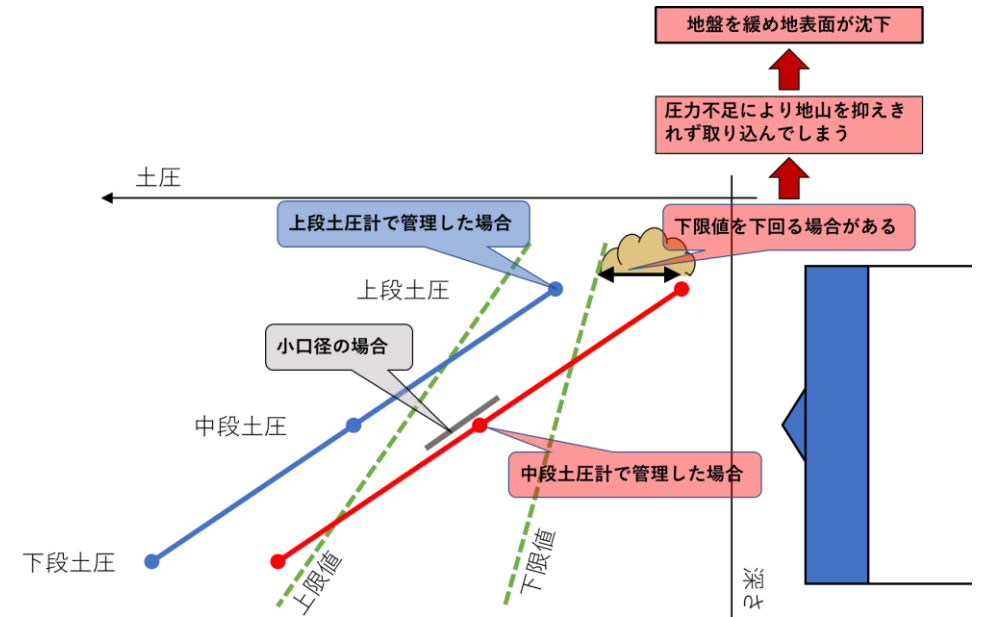 地盤を緩め地表面が沈下
圧力不足により地山を抑えき
れず取り込んでしまう
土圧
上段土圧計で管理した場合
下限値を下回る場合がある
上段土圧
小口径の場合
中段土圧
中段土圧計で管理した場合
下段土圧
上限値
下限値
深さ